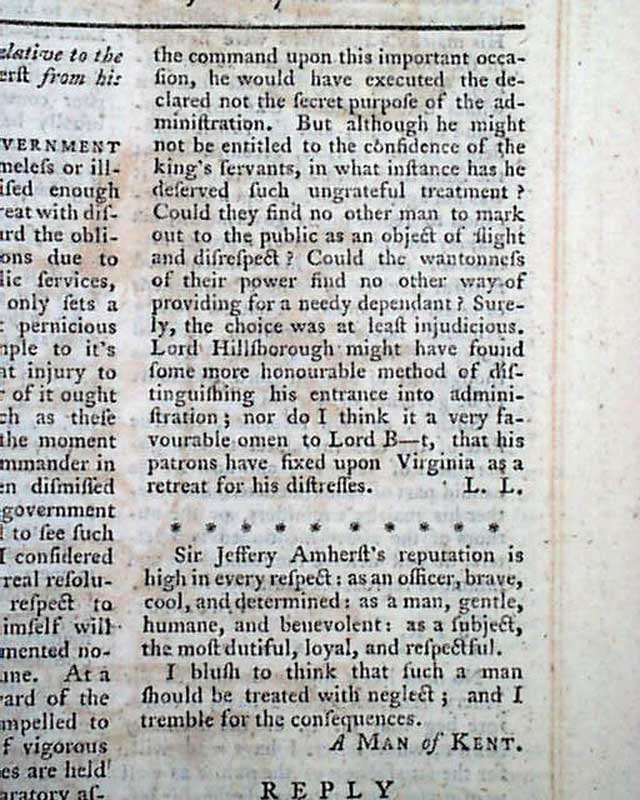 elative to the
erſt from his
VERNMENT
meleſs or ill-
iſed enough
reat with diſ-
ard the obli-
ons due to
lic ſervices,
only ſets a
pernicious
mple to it's
nt injury to
r of it ought
ch as theſe
the moment
mmander in
en diſmiſſed
government
to ſee ſuch
I conſidered
real reſolu-
reſpect to
imſelf will
mented no-
une. At a
ard of the
mpelled to
f vigorous
es are held
aratory aſ-
the command upon this important occa-
ſion, he would have executed the de-
clared not the ſecret purpoſe of the ad-
miniſtration. But although he might
not be entitled to the confidence of the
king's ſervants, in what inſtance has he
deſerved ſuch ungrateful treatment ?
Could they find no other man to mark
out to the public as an object of ſlight
and diſreſpect ? Could the wantonneſs
of their power find no other way of
providing for a needy dependant ? Sure-
ly, the choice was at leaſt injudicious.
Lord Hillſborough might have found
ſome more honourable method of diſ-
tinguiſhing his entrance into admini-
ſtration ; nor do I think it a very fa-
vourable omen to Lord B—t, that his
patrons have fixed upon Virginia as a
retreat for his diſtreſſes. L. L.
* * * * * * * * * *
Sir Jeffery Amherſt's reputation is
high in every reſpect : as an officer, brave,
cool, and determined : as a man, gentle,
humane, and benevolent : as a ſubject,
the moſt dutiful, loyal, and reſpectful.
I bluſh to think that ſuch a man
ſhould be treated with neglect ; and I
tremble for the conſequences.
A MAN of KENT.
REPLY